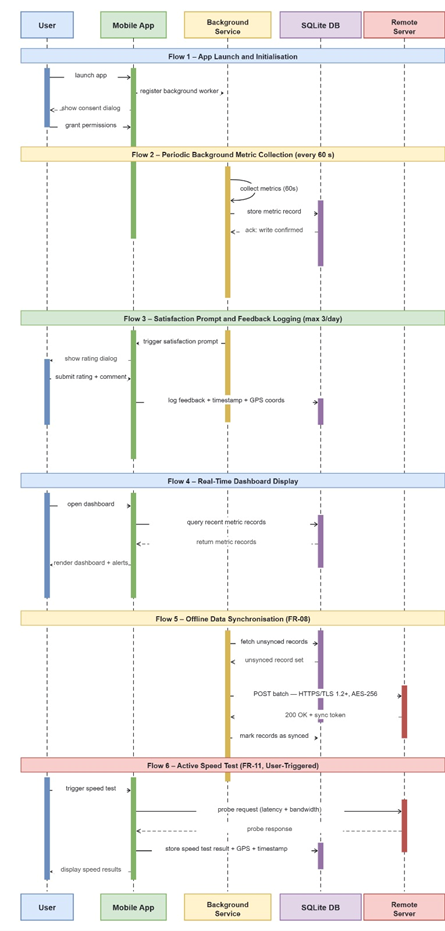 User
Mobile App
Background
Service
SQLite DB
Remote
Server
Flow 1 – App Launch and Initialisation
launch app
register background worker
show consent dialog
grant permissions
Flow 2 – Periodic Background Metric Collection (every 60 s)
collect metrics (60s)
store metric record
ack: write confirmed
Flow 3 – Satisfaction Prompt and Feedback Logging (max 3/day)
trigger satisfaction prompt
show rating dialog
submit rating + comment
log feedback + timestamp + GPS coords
Flow 4 – Real-Time Dashboard Display
open dashboard
query recent metric records
return metric records
render dashboard + alerts
Flow 5 – Offline Data Synchronisation (FR-08)
fetch unsynced records
unsynced record set
POST batch — HTTPS/TLS 1.2+, AES-256
200 OK + sync token
mark records as synced
Flow 6 – Active Speed Test (FR-11, User-Triggered)
trigger speed test
probe request (latency + bandwidth)
probe response
store speed test result + GPS + timestamp
display speed results
User
Mobile App
Background
Service
SQLite DB
Remote
Server